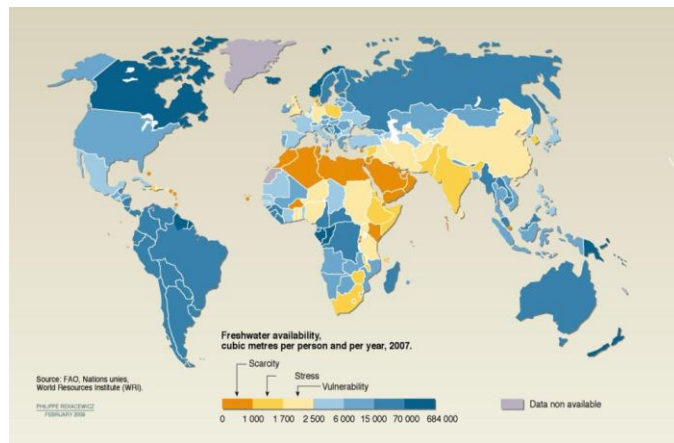 Freshwater availability,
cubic metres per person and per year, 2007.
Scarcity
Stress
Vulnerability
0 1 000 1 700 2 500 6 000 15 000 70 000 684 000
Data non available
Source: FAO, Nations unies,
World Resources Institute (WRI).
PHILIPPE REKACEWICZ
FEBRUARY 2006